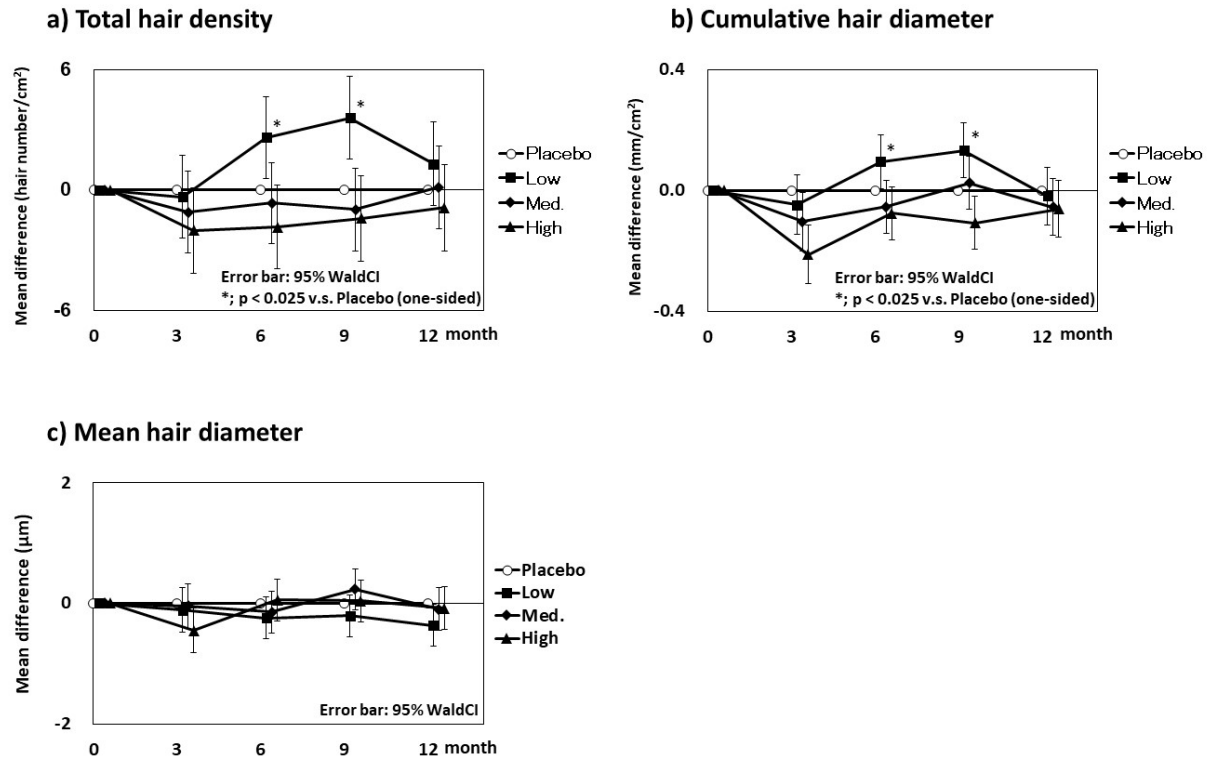 a) Total hair density
Mean difference (hair number/cm²)
6
0
-6
*
*
Error bar: 95% WaldCI
*; p < 0.025 v.s. Placebo (one-sided)
0 3 6 9 12 month
Placebo
Low
Med.
High
b) Cumulative hair diameter
Mean difference (mm/cm²)
0.4
0.0
-0.4
*
*
Error bar: 95% WaldCI
*; p < 0.025 v.s. Placebo (one-sided)
0 3 6 9 12 month
Placebo
Low
Med.
High
c) Mean hair diameter
Mean difference (µm)
2
0
-2
Error bar: 95% WaldCI
0 3 6 9 12 month
Placebo
Low
Med.
High